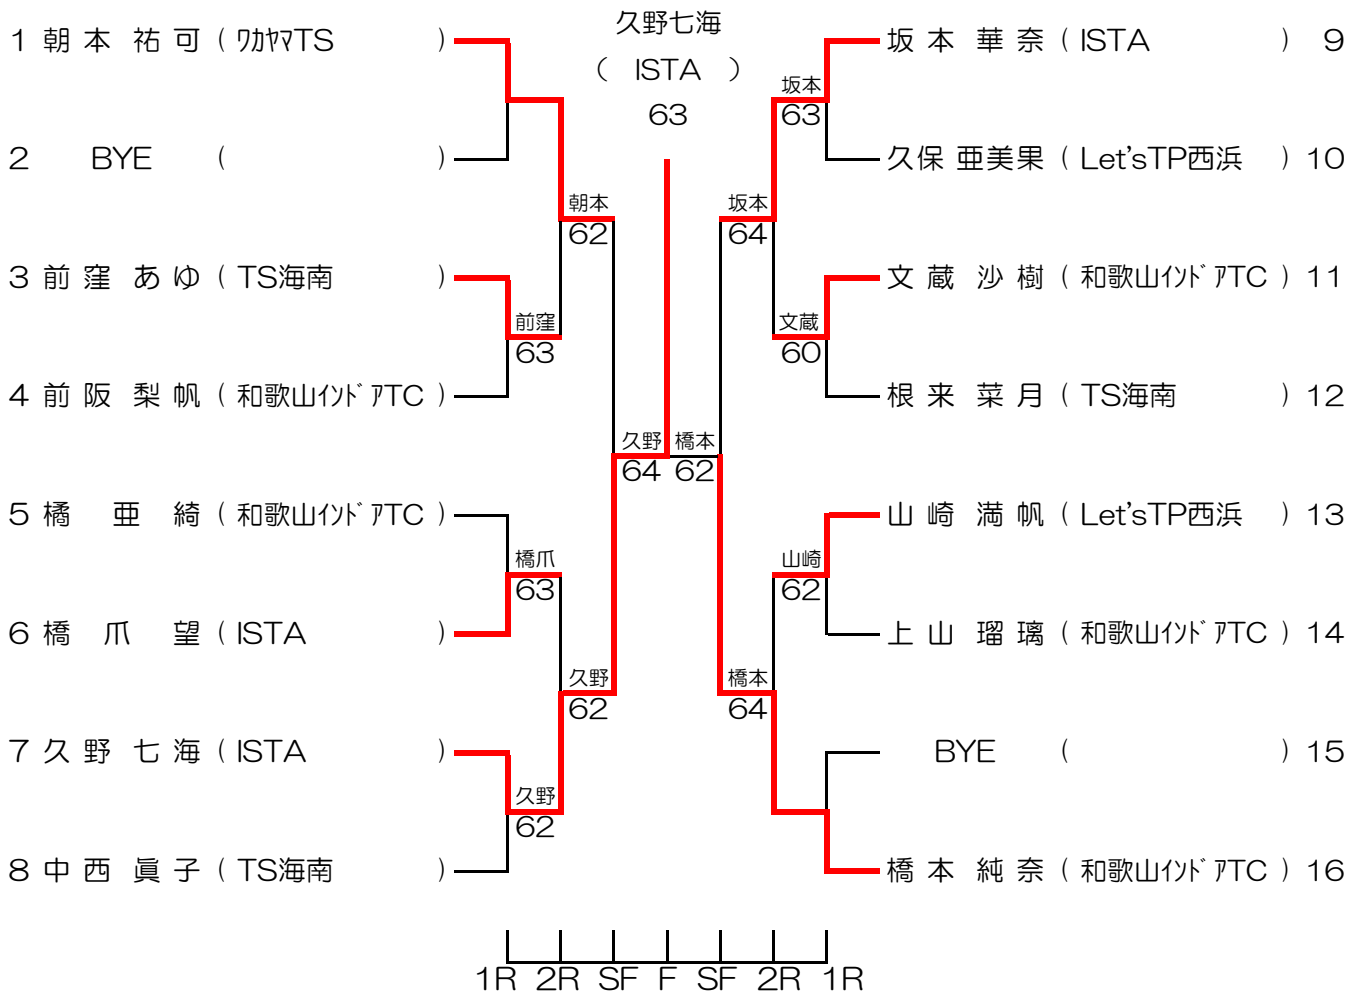 久野七海
( ISTA )
63
1 朝本 祐可 ( ワカヤマTS )
2 BYE ( )
3 前窪 あゆ ( TS海南 )
4 前阪 梨帆 ( 和歌山インドアTC )
5 橘 亜 綺 ( 和歌山インドアTC )
6 橋爪 望 ( ISTA )
7 久野 七海 ( ISTA )
8 中西 眞子 ( TS海南 )
朝本
62
前窪
63
橋爪
63
久野
62
久野
62
久野
64
橋本
62
坂本
63
坂本
64
文蔵
60
山崎
62
橋本
64
坂本 華奈 ( ISTA ) 9
久保 亜美果 ( Let'sTP西浜 ) 10
文蔵 沙樹 ( 和歌山インドアTC ) 11
根来 菜月 ( TS海南 ) 12
山崎 満帆 ( Let'sTP西浜 ) 13
上山 瑠璃 ( 和歌山インドアTC ) 14
BYE ( ) 15
橋本 純奈 ( 和歌山インドアTC ) 16
1R 2R SF F SF 2R 1R